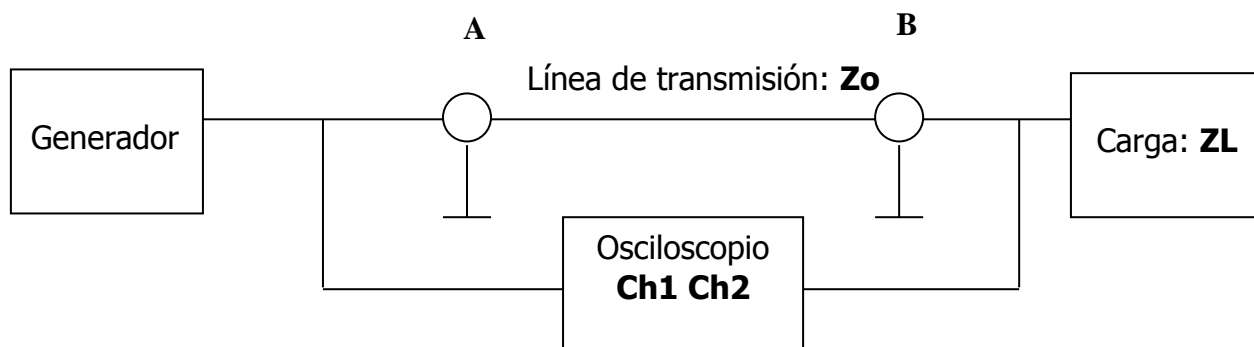 A
B
Línea de transmisión: Zo
Generador
Carga: ZL
Osciloscopio
Ch1 Ch2